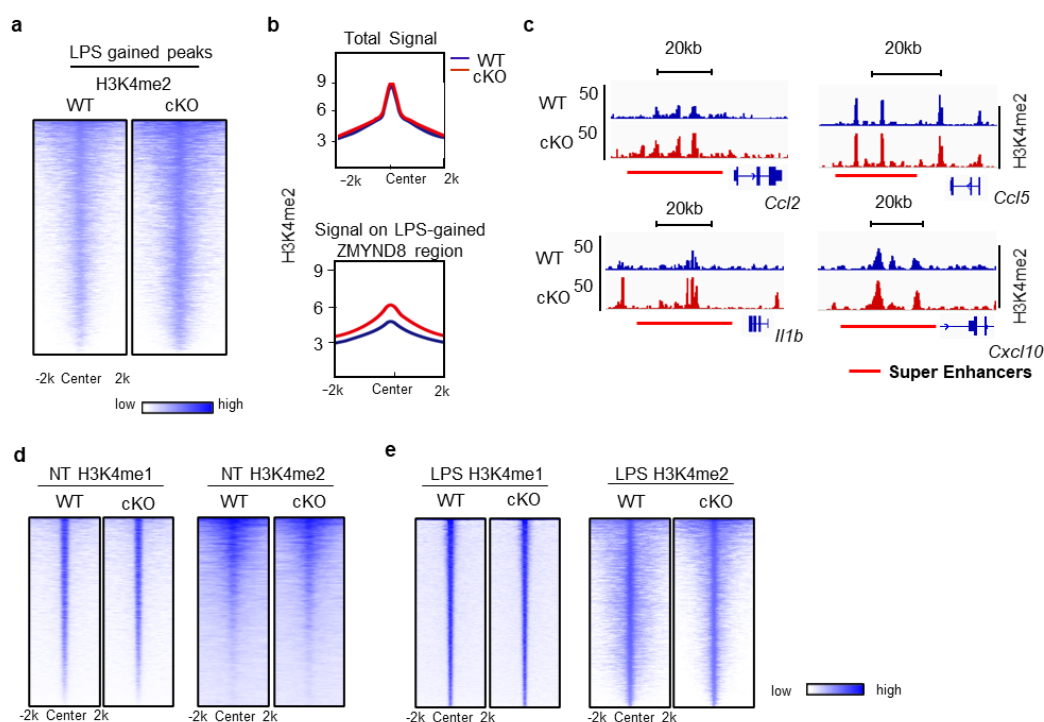 a
LPS gained peaks
H3K4me2
WT cKO
-2k Center 2k
low high
b
Total Signal
WT
cKO
9
6
3
−2k Center 2k
H3K4me2
Signal on LPS-gained
ZMYND8 region
9
6
3
−2k Center 2k
c
20kb 20kb
WT 50
cKO 50
H3K4me2
Ccl2 Ccl5
20kb 20kb
WT 50
cKO 50
H3K4me2
Il1b Cxcl10
Super Enhancers
d
NT H3K4me1 NT H3K4me2
WT cKO WT cKO
-2k Center 2k -2k Center 2k
e
LPS H3K4me1 LPS H3K4me2
WT cKO WT cKO
-2k Center 2k -2k Center 2k
low high